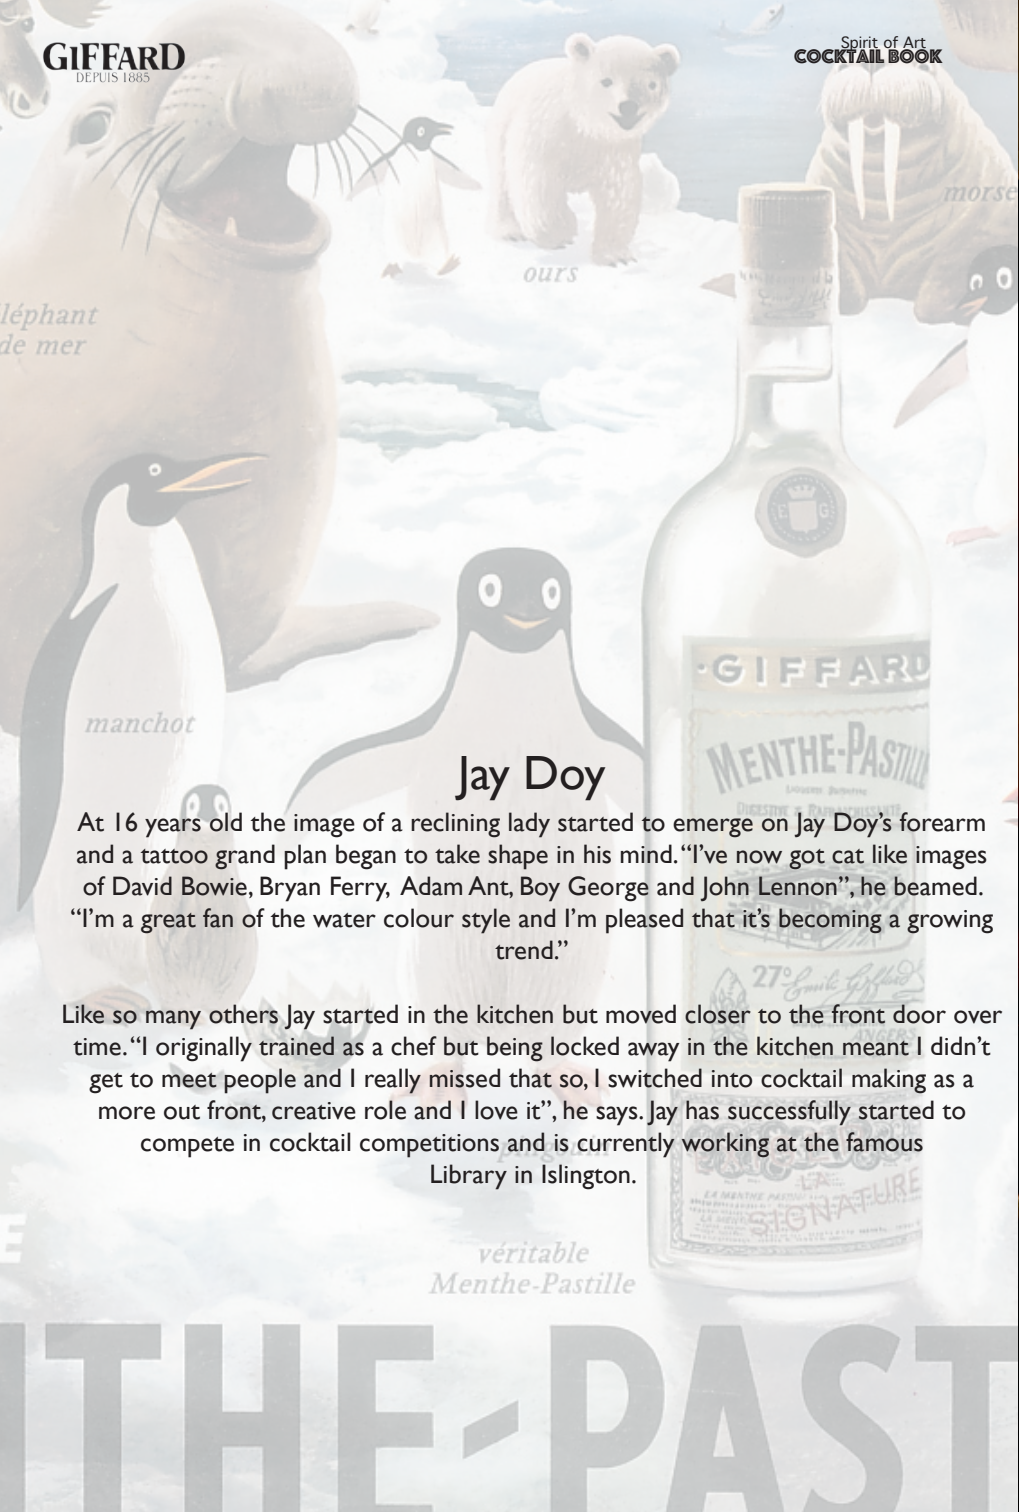 GIFFARD
DEPUIS 1885
Spirit of Art
COCKTAIL BOOK
morse
ours
léphant
de mer
manchot
GIFFARD
MENTHE-PASTILLE
E G
Jay Doy
At 16 years old the image of a reclining lady started to emerge on Jay Doy’s forearm
and a tattoo grand plan began to take shape in his mind. “I’ve now got cat like images
of David Bowie, Bryan Ferry, Adam Ant, Boy George and John Lennon”, he beamed.
“I’m a great fan of the water colour style and I’m pleased that it’s becoming a growing
trend.”
27° Emile Giffard
ANGERS
Like so many others Jay started in the kitchen but moved closer to the front door over
time. “I originally trained as a chef but being locked away in the kitchen meant I didn’t
get to meet people and I really missed that so, I switched into cocktail making as a
more out front, creative role and I love it”, he says. Jay has successfully started to
compete in cocktail competitions and is currently working at the famous
Library in Islington.
pingouin
LA
SIGNATURE
E
véritable
Menthe-Pastille
THE-PAST